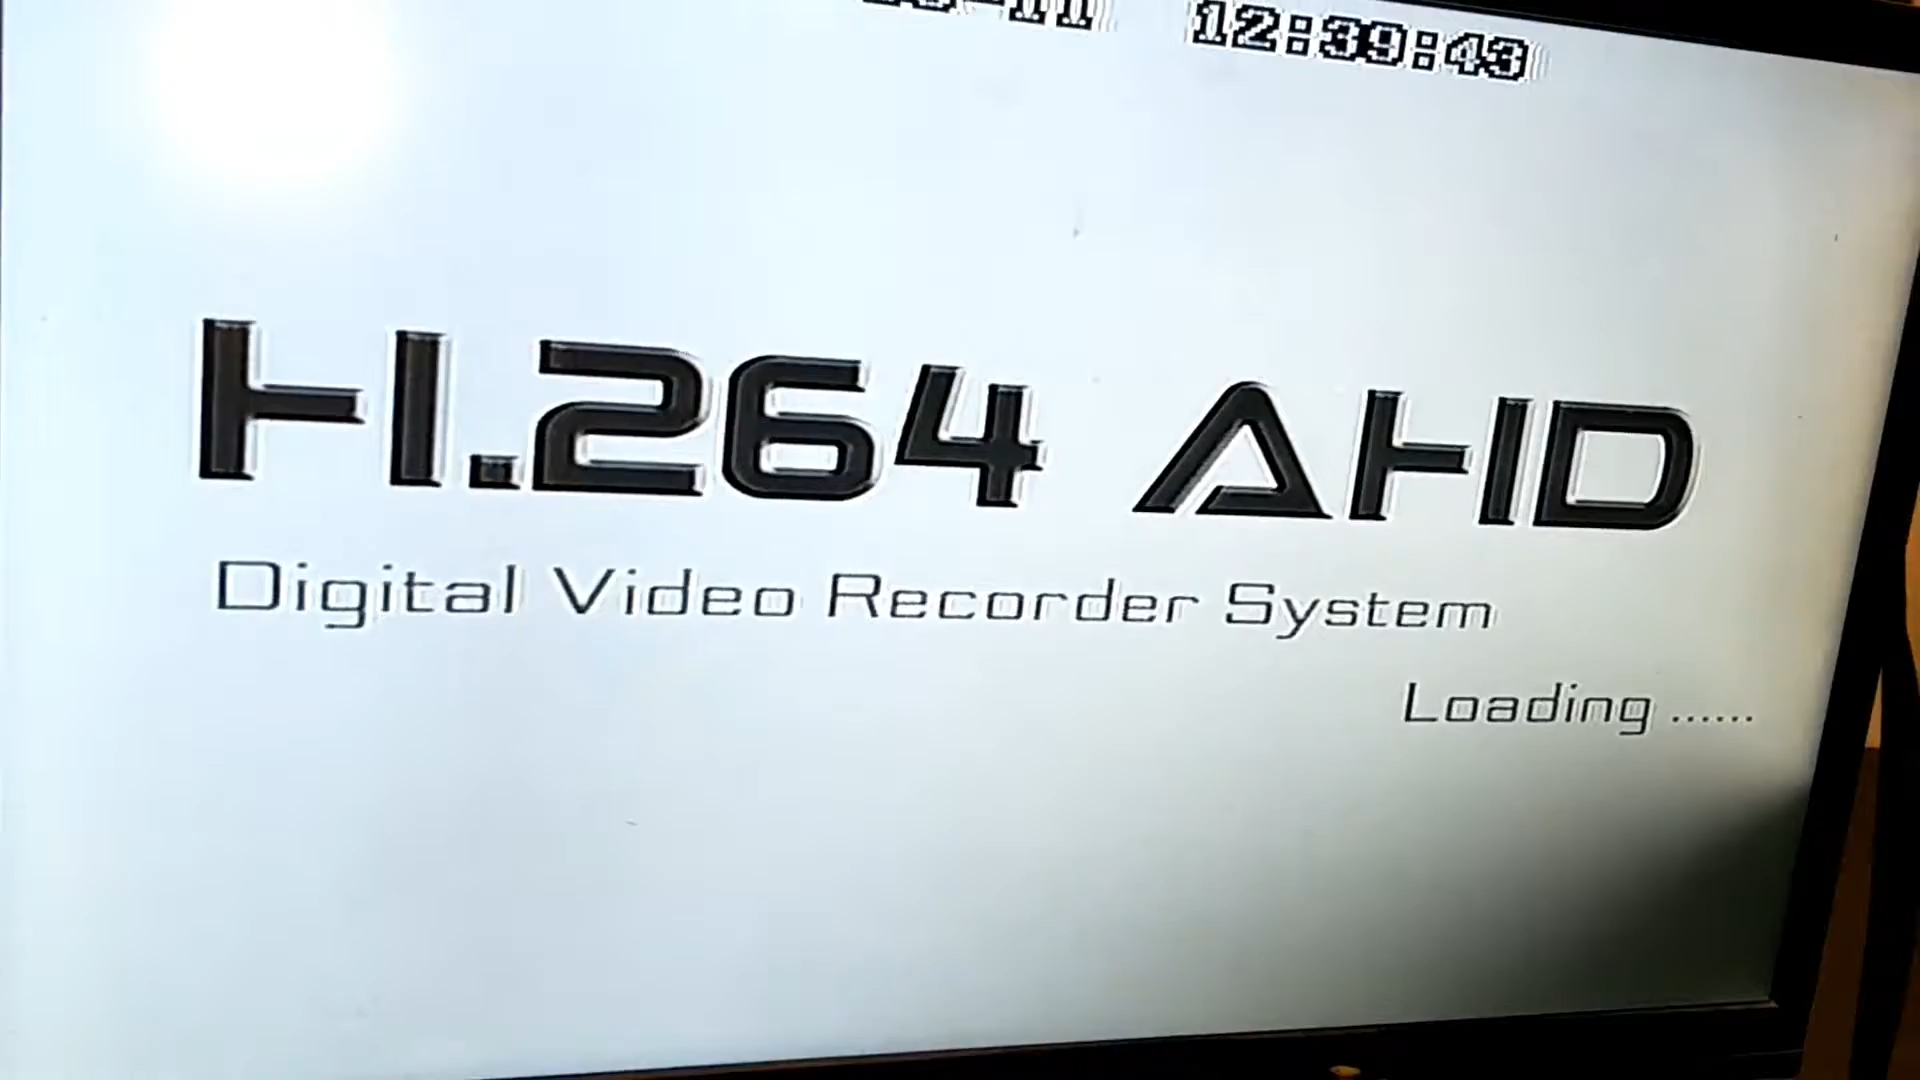 12:39:43
H.264 AHD
Digital Video Recorder System
Loading ......